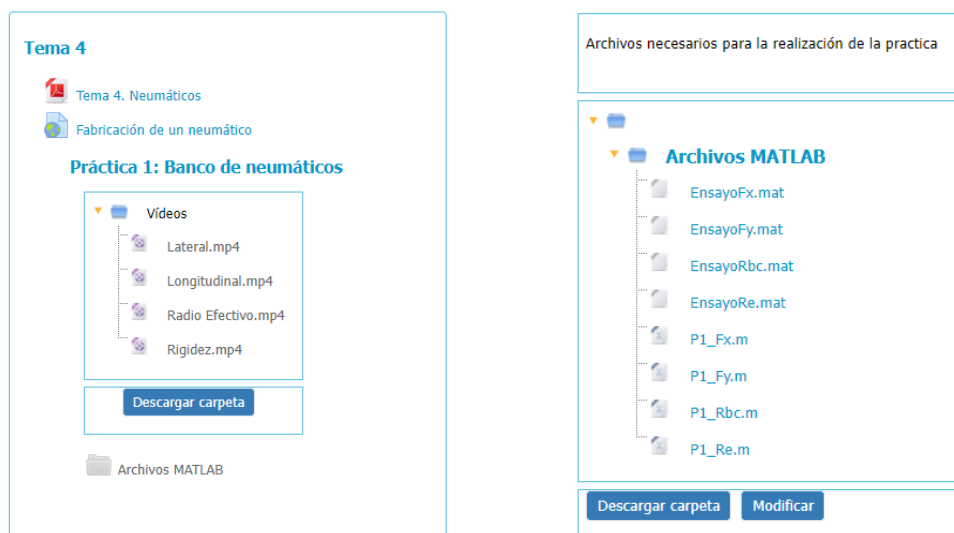 Tema 4
Tema 4. Neumáticos
Fabricación de un neumático
Práctica 1: Banco de neumáticos
Vídeos
Lateral.mp4
Longitudinal.mp4
Radio Efectivo.mp4
Rigidez.mp4
Descargar carpeta
Archivos MATLAB
Archivos necesarios para la realización de la practica
Archivos MATLAB
EnsayoFx.mat
EnsayoFy.mat
EnsayoRbc.mat
EnsayoRe.mat
P1_Fx.m
P1_Fy.m
P1_Rbc.m
P1_Re.m
Descargar carpeta Modificar